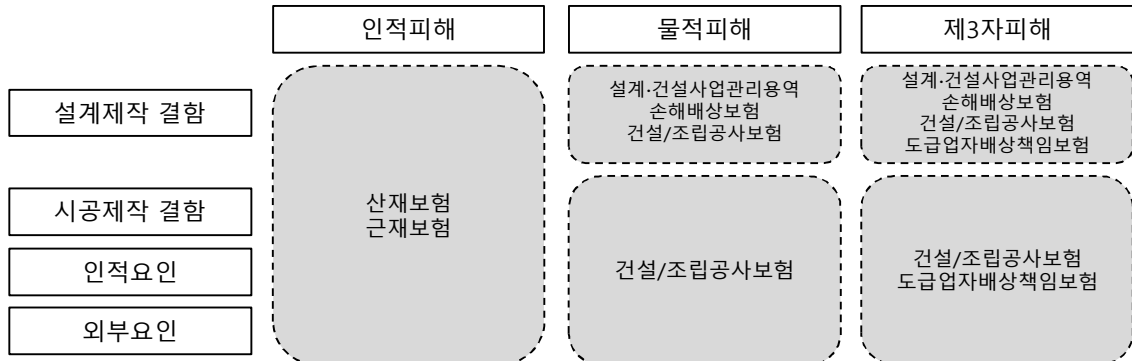 인적피해
물적피해
제3자피해
설계제작 결함
설계·건설사업관리용역
손해배상보험
건설/조립공사보험
설계·건설사업관리용역
손해배상보험
건설/조립공사보험
도급업자배상책임보험
시공제작 결함
인적요인
외부요인
산재보험
근재보험
건설/조립공사보험
건설/조립공사보험
도급업자배상책임보험